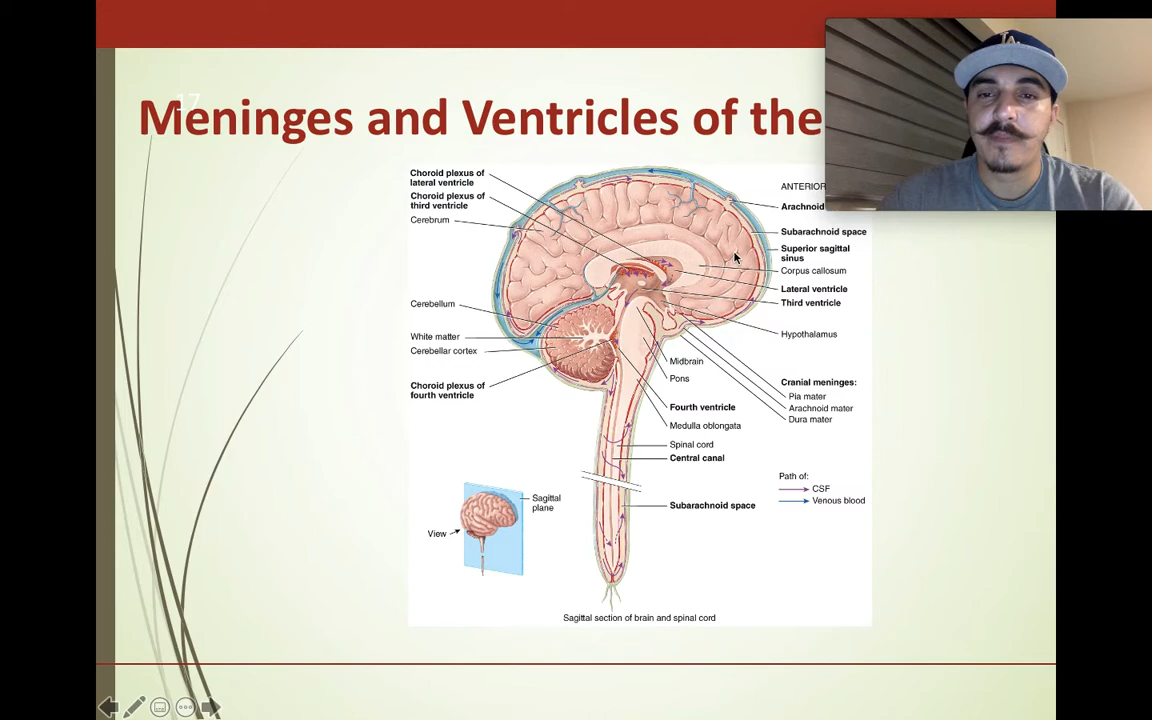 17
Meninges and Ventricles of the
Choroid plexus of
lateral ventricle
Choroid plexus of
third ventricle
Cerebrum
Cerebellum
White matter
Cerebellar cortex
Choroid plexus of
fourth ventricle
ANTERIOR
Arachnoid
Subarachnoid space
Superior sagittal
sinus
Corpus callosum
Lateral ventricle
Third ventricle
Hypothalamus
Midbrain
Pons
Cranial meninges:
Pia mater
Arachnoid mater
Dura mater
Fourth ventricle
Medulla oblongata
Spinal cord
Central canal
Path of:
CSF
Venous blood
Subarachnoid space
Sagittal
plane
View
Sagittal section of brain and spinal cord